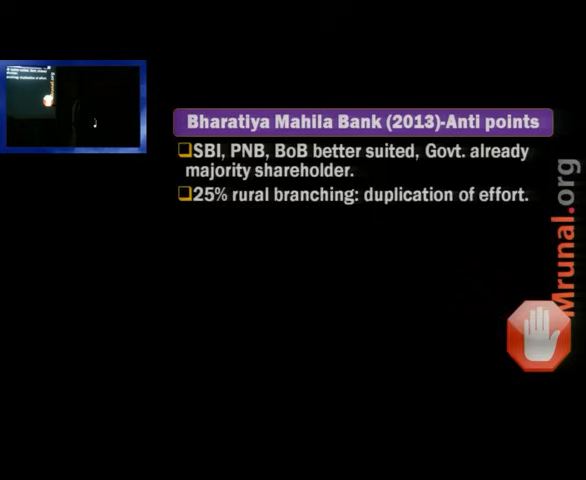 Bharatiya Mahila Bank (2013)-Anti points
❑SBI, PNB, BoB better suited, Govt. already
majority shareholder.
❑25% rural branching: duplication of effort.
Mrunal.org